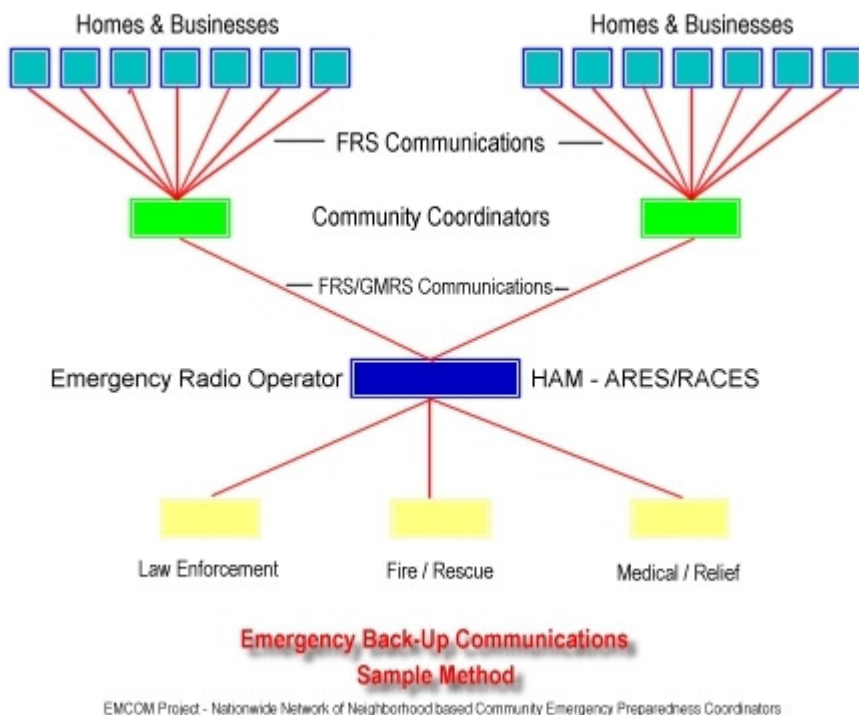 Homes & Businesses
Homes & Businesses
FRS Communications
Community Coordinators
FRS/GMRS Communications
Emergency Radio Operator
HAM - ARES/RACES
Law Enforcement
Fire / Rescue
Medical / Relief
Emergency Back-Up Communications
Sample Method
EMCOM Project - Nationwide Network of Neighborhood based Community Emergency Preparedness Coordinators